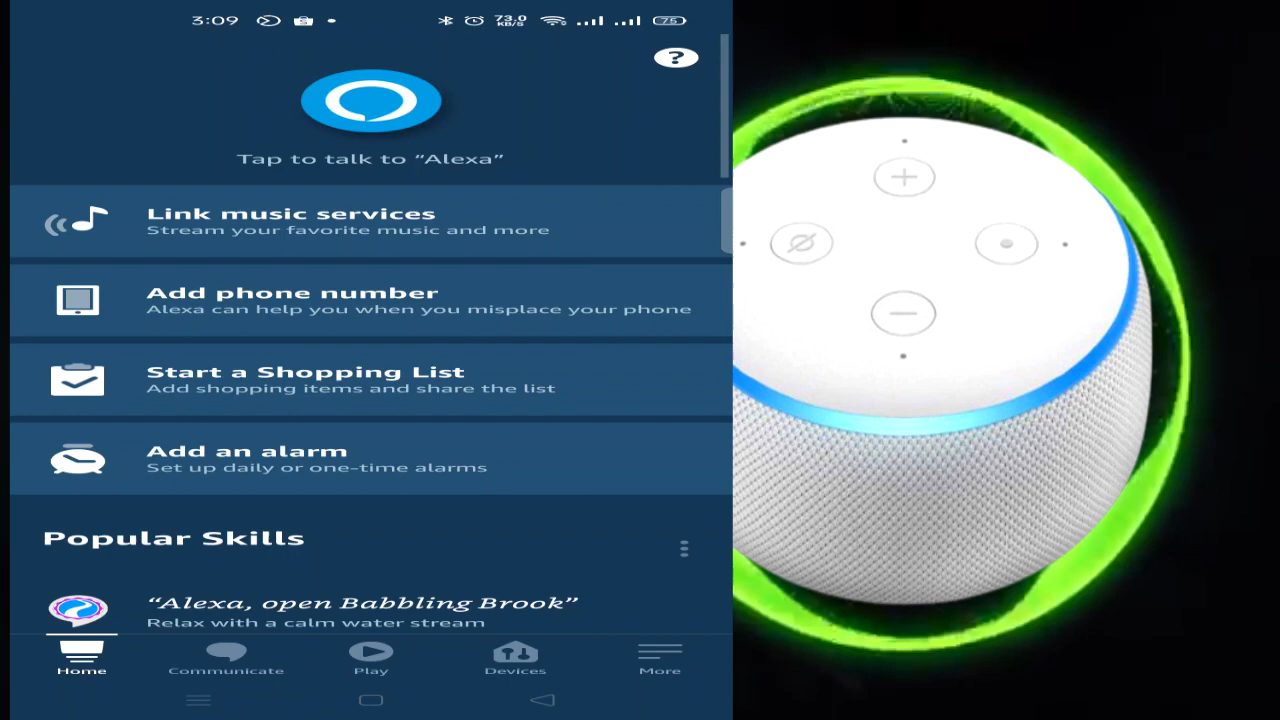 3:09 73.0 KB/S 75
?
Tap to talk to “Alexa”
Link music services
Stream your favorite music and more
Add phone number
Alexa can help you when you misplace your phone
Start a Shopping List
Add shopping items and share the list
Add an alarm
Set up daily or one-time alarms
Popular Skills
“Alexa, open Babbling Brook”
Relax with a calm water stream
Home Communicate Play Devices More